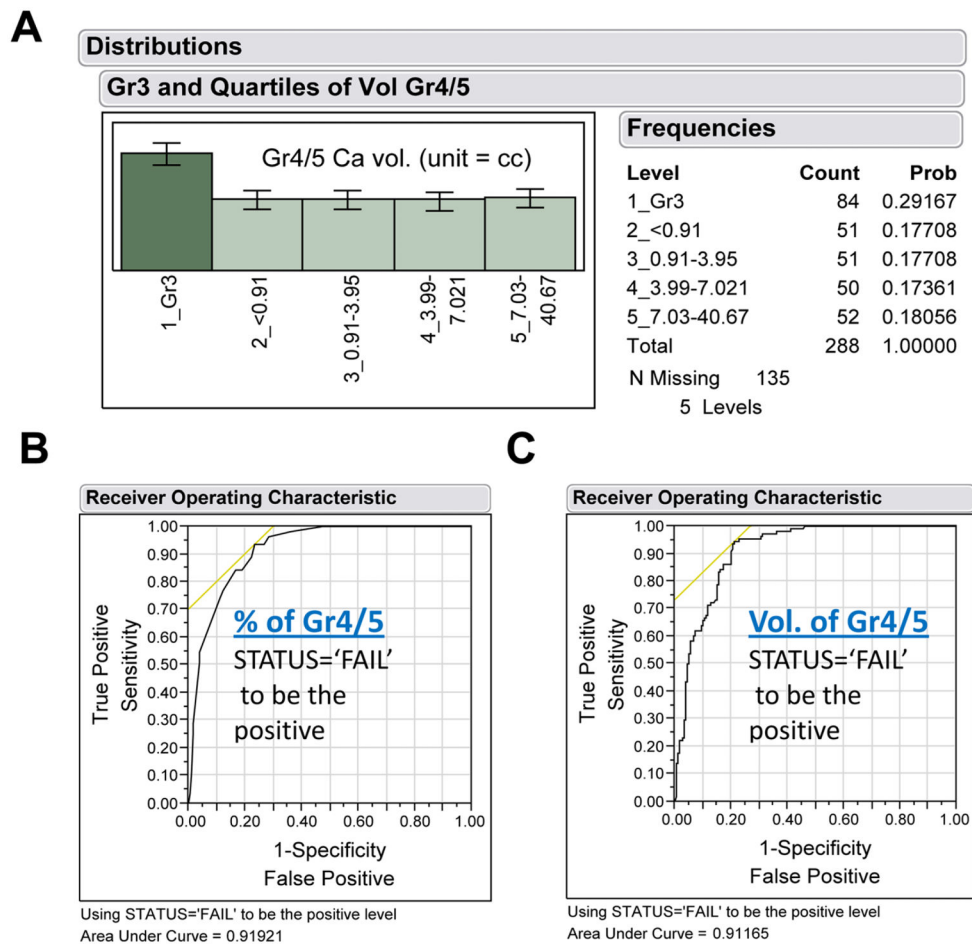 A
Distributions
Gr3 and Quartiles of Vol Gr4/5
Gr4/5 Ca vol. (unit = cc)
1_Gr3
2_<0.91
3_0.91-3.95
4_3.99-
7.021
5_7.03-
40.67
Frequencies
Level Count Prob
1_Gr3 84 0.29167
2_<0.91 51 0.17708
3_0.91-3.95 51 0.17708
4_3.99-7.021 50 0.17361
5_7.03-40.67 52 0.18056
Total 288 1.00000
N Missing 135
5 Levels
B
Receiver Operating Characteristic
1.00
0.90
0.80
0.70
0.60
0.50
0.40
0.30
0.20
0.10
0.00
True Positive
Sensitivity
% of Gr4/5
STATUS='FAIL'
to be the
positive
0.00 0.20 0.40 0.60 0.80 1.00
1-Specificity
False Positive
Using STATUS='FAIL' to be the positive level
Area Under Curve = 0.91921
C
Receiver Operating Characteristic
1.00
0.90
0.80
0.70
0.60
0.50
0.40
0.30
0.20
0.10
0.00
True Positive
Sensitivity
Vol. of Gr4/5
STATUS='FAIL'
to be the
positive
0.00 0.20 0.40 0.60 0.80 1.00
1-Specificity
False Positive
Using STATUS='FAIL' to be the positive level
Area Under Curve = 0.91165